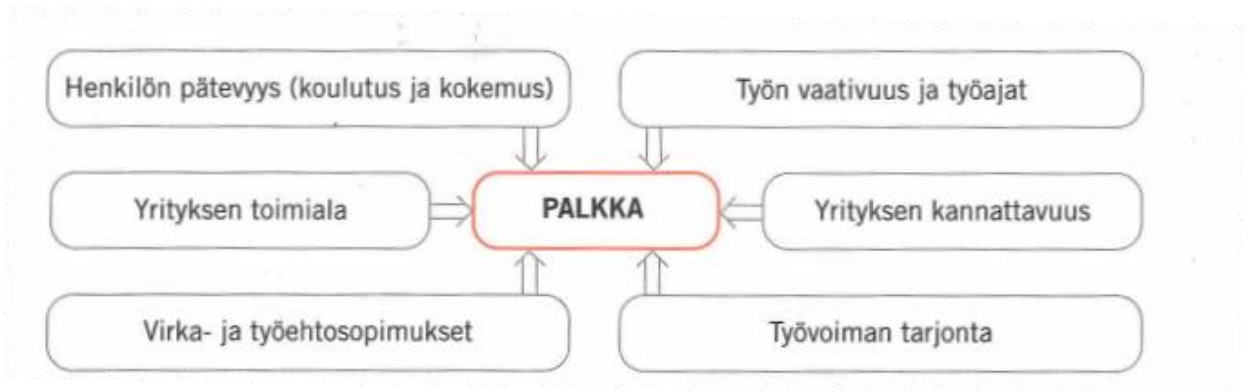 Henkilön pätevyys (koulutus ja kokemus)
Työn vaativuus ja työajat
Yrityksen toimiala
PALKKA
Yrityksen kannattavuus
Virka- ja työehtosopimukset
Työvoiman tarjonta